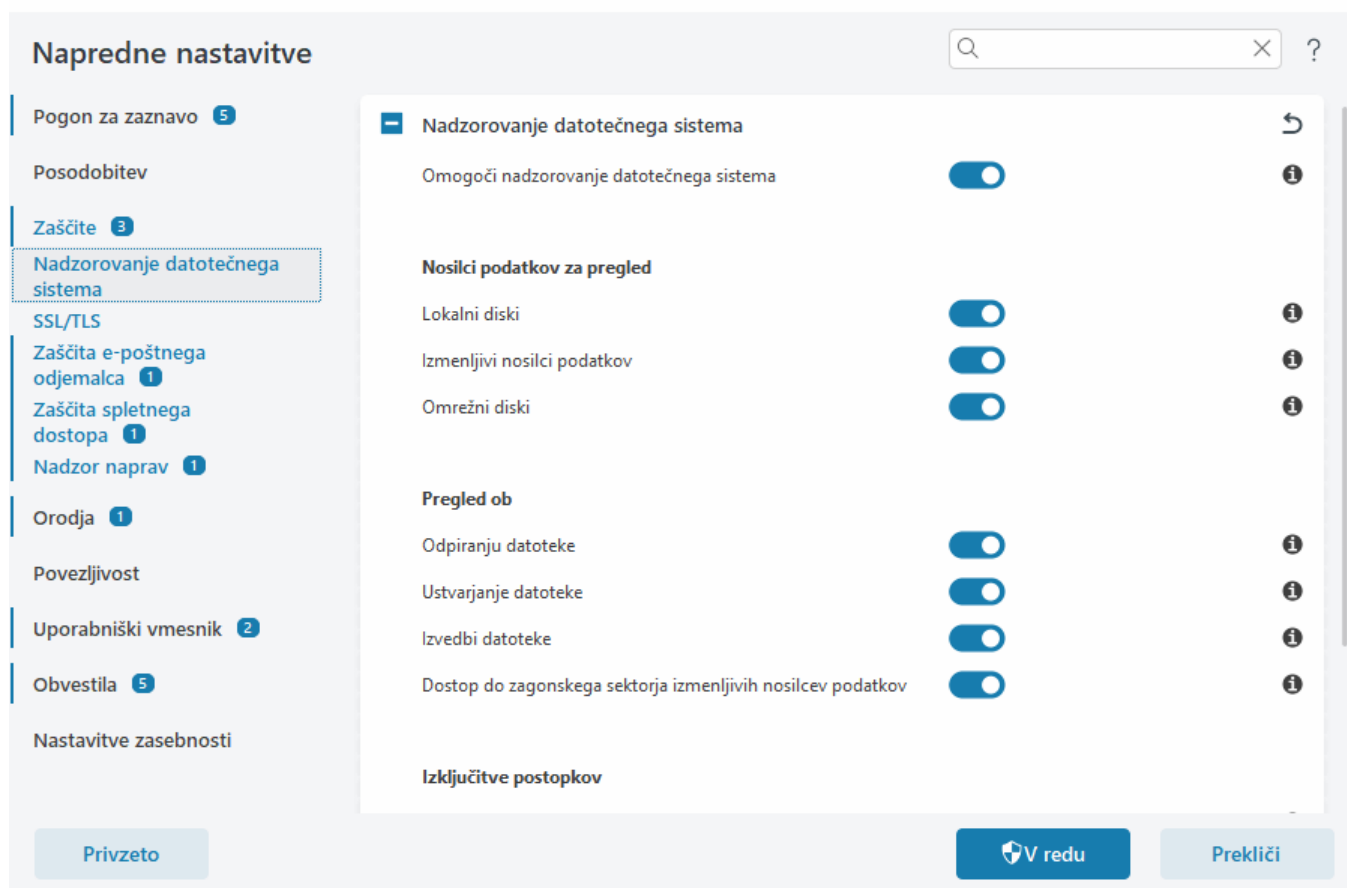 Napredne nastavitve
?
Pogon za zaznavo 5
Posodobitev
Zaščite 3
Nadzorovanje datotečnega
sistema
SSL/TLS
Zaščita e-poštnega
odjemalca 1
Zaščita spletnega
dostopa 1
Nadzor naprav 1
Orodja 1
Povezljivost
Uporabniški vmesnik 2
Obvestila 5
Nastavitve zasebnosti
Nadzorovanje datotečnega sistema
Omogoči nadzorovanje datotečnega sistema
Nosilci podatkov za pregled
Lokalni diski
Izmenljivi nosilci podatkov
Omrežni diski
Pregled ob
Odpiranju datoteke
Ustvarjanje datoteke
Izvedbi datoteke
Dostop do zagonskega sektorja izmenljivih nosilcev podatkov
Izključitve postopkov
Privzeto
V redu
Prekliči